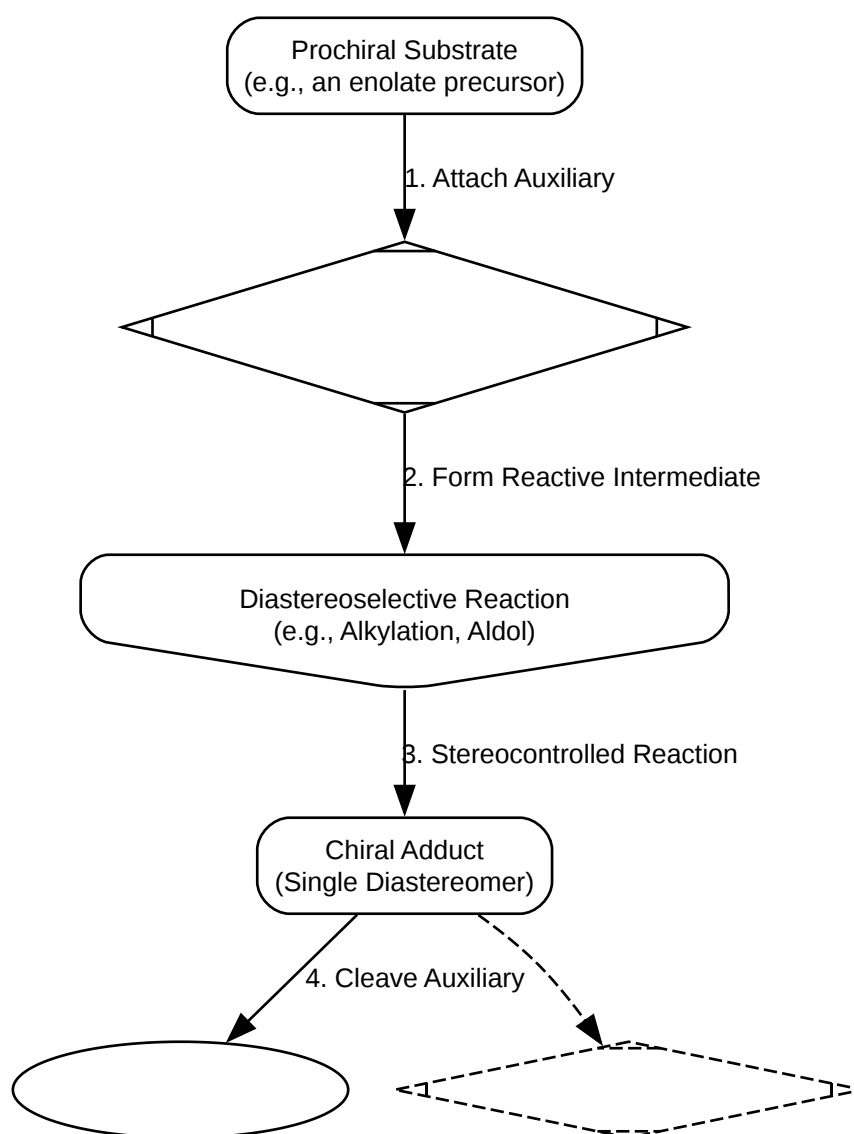 Prochiral Substrate
(e.g., an enolate precursor)
1. Attach Auxiliary
2. Form Reactive Intermediate
Diastereoselective Reaction
(e.g., Alkylation, Aldol)
3. Stereocontrolled Reaction
Chiral Adduct
(Single Diastereomer)
4. Cleave Auxiliary